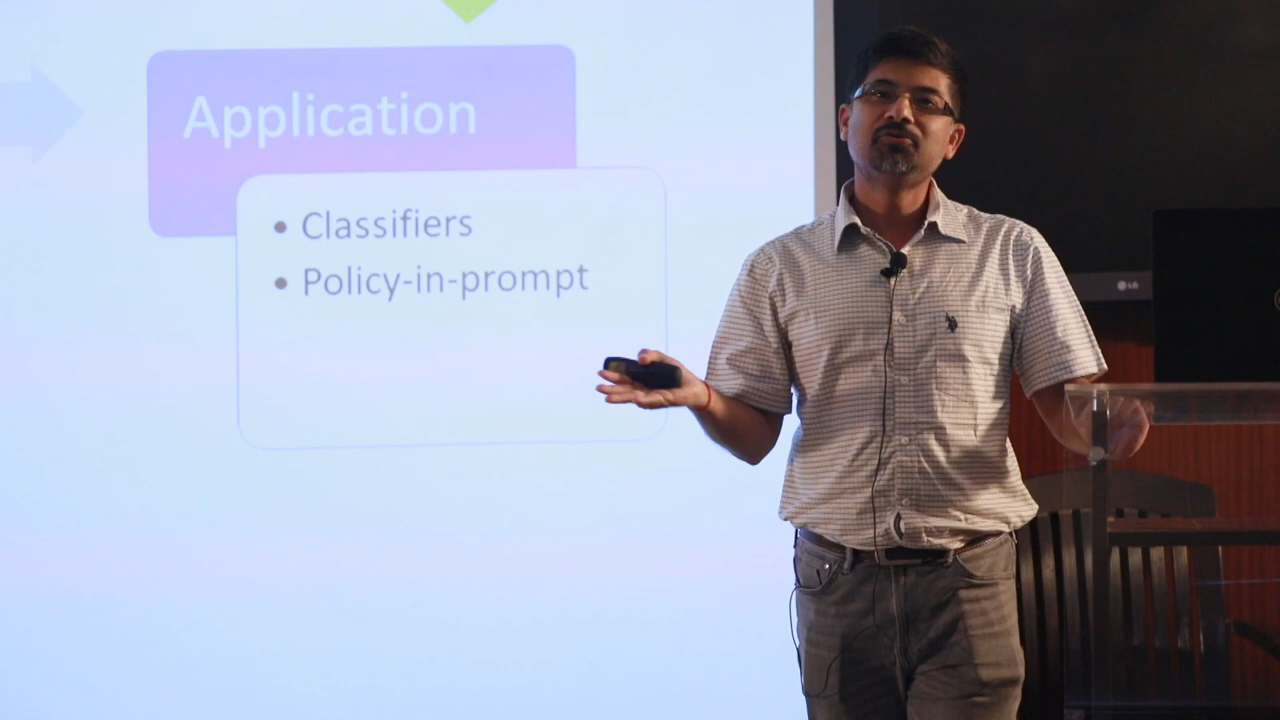 Application
• Classifiers
• Policy-in-prompt
LG